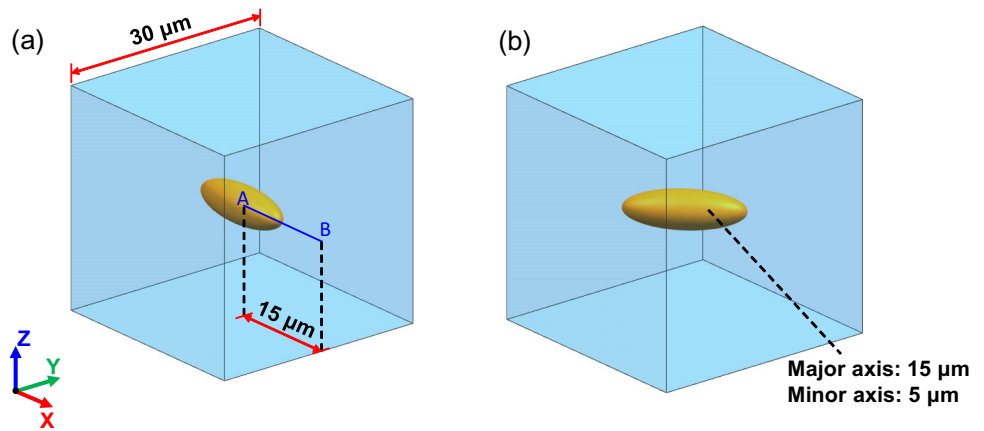 (a)
30 µm
A
B
15 µm
Z
Y
X
(b)
Major axis: 15 µm
Minor axis: 5 µm